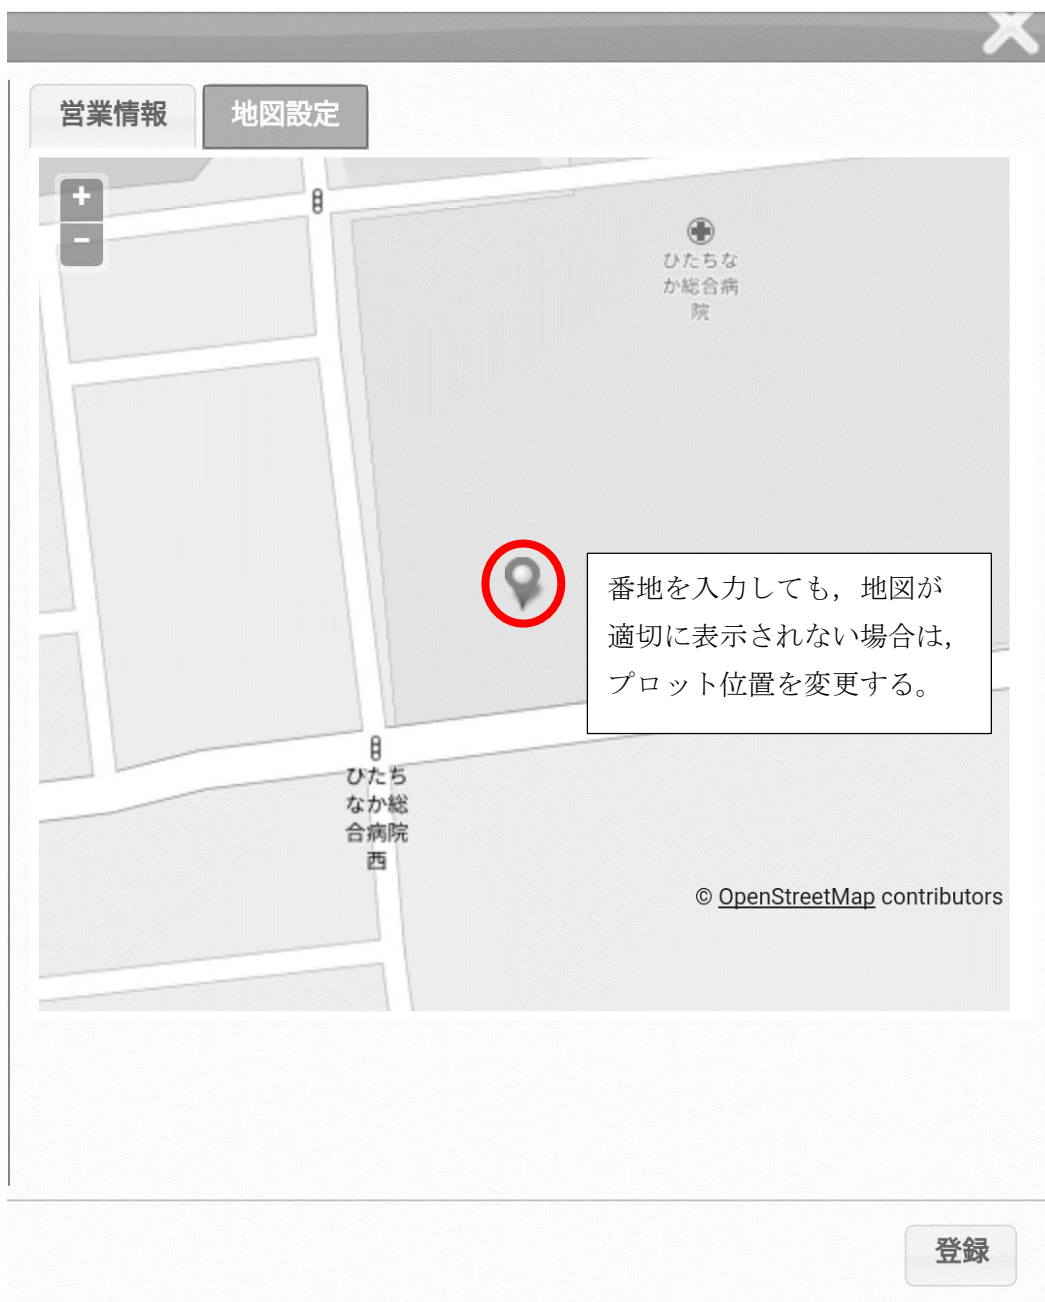 営業情報
地図設定
+
−
ひたちな
か総合病
院
番地を入力しても，地図が
適切に表示されない場合は，
プロット位置を変更する。
ひたち
なか総
合病院
西
© OpenStreetMap contributors
登録